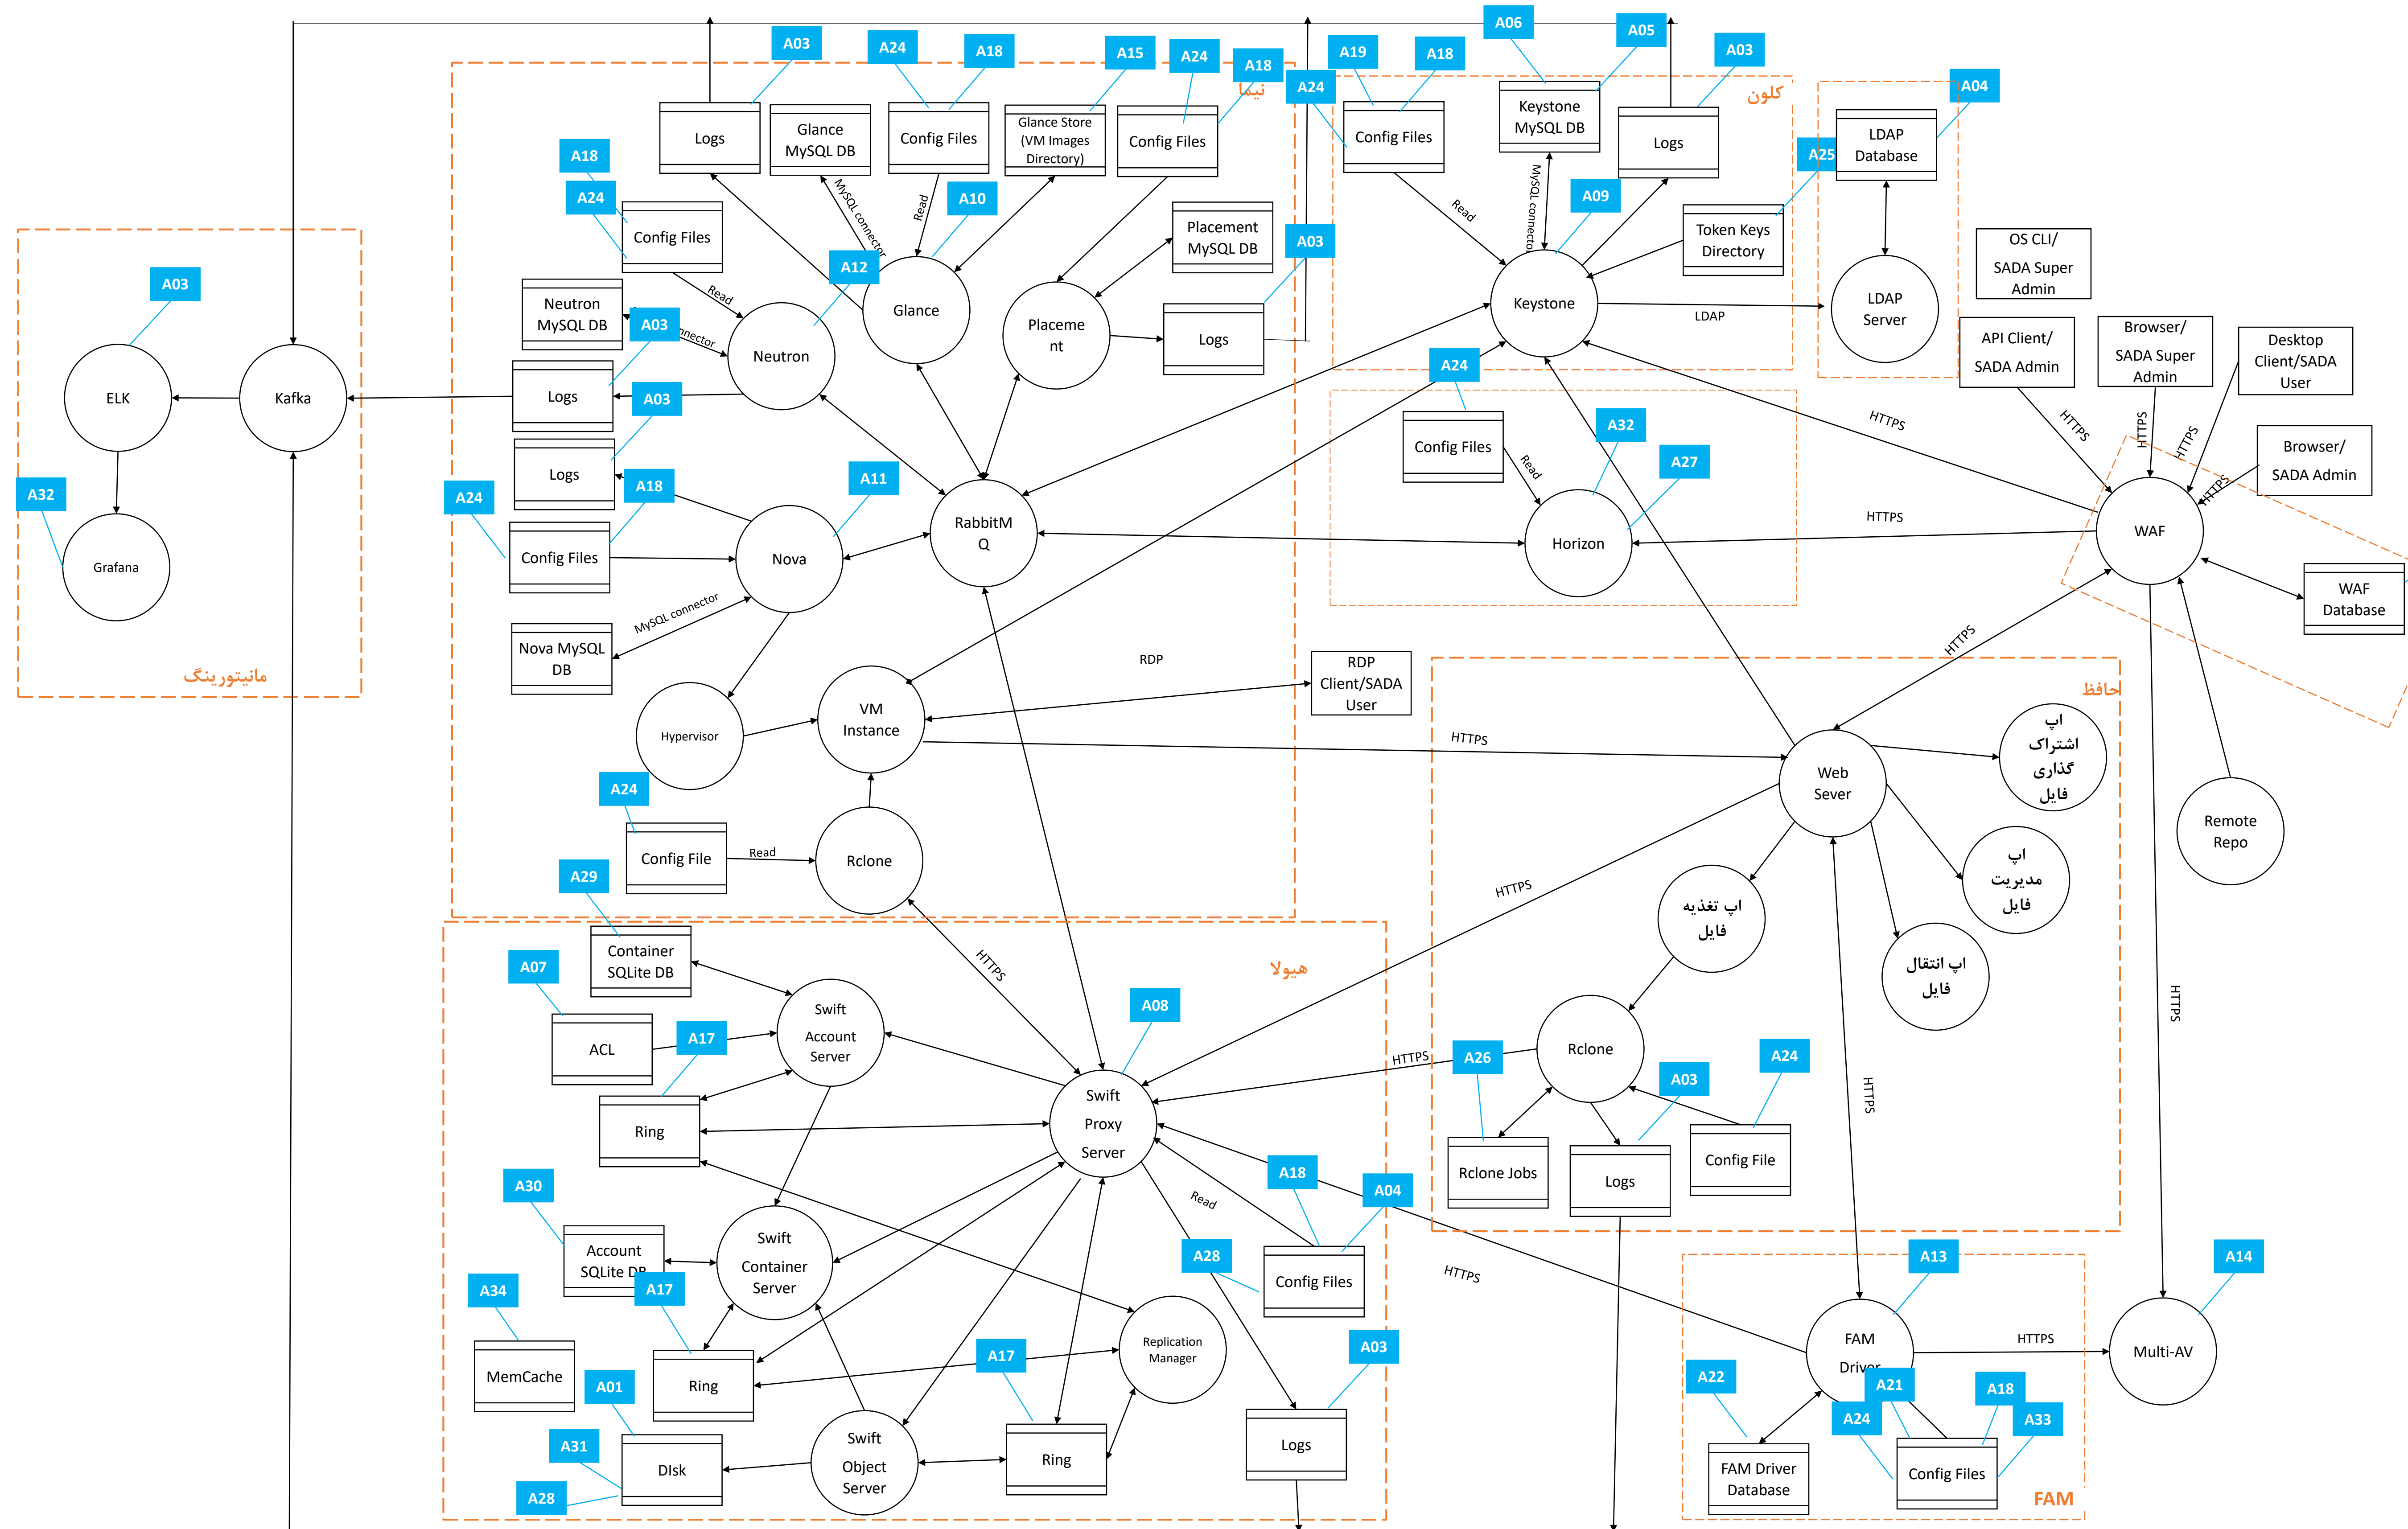 A06
A05
A03
A24
A18
A15
A24
A18
A19
A18
A03
نیما
A24
کلون
A04
Logs
Glance
MySQL DB
Config Files
Glance Store
(VM Images
Directory)
Config Files
Config Files
Keystone
MySQL DB
Logs
LDAP
Database
A25
A18
A24
MySQL connector
Read
A10
Read
MySQL connector
A09
Config Files
Placement
MySQL DB
A03
Token Keys
Directory
OS CLI/
SADA Super
Admin
A12
A03
Read
Neutron
MySQL DB
A03
nnector
Neutron
Glance
Placeme
nt
Logs
Keystone
LDAP
LDAP
Server
API Client/
SADA Admin
Browser/
SADA Super
Admin
Desktop
Client/SADA
User
ELK
Kafka
Logs
A03
A24
Config Files
Read
HTTPS
A32
A27
HTTPS
HTTPS
HTTPS
HTTPS
Browser/
SADA Admin
A32
Grafana
Logs
A24
A18
A11
Config Files
Nova
RabbitM
Q
Horizon
HTTPS
WAF
WAF
Database
MySQL connector
Nova MySQL
DB
RDP
RDP
Client/SADA
User
HTTPS
مانیتورینگ
حافظ
Hypervisor
VM
Instance
HTTPS
Web
Sever
اپ
اشتراک
گذاری
فایل
A24
Config File
Read
Rclone
Remote
Repo
اپ
مدیریت
فایل
HTTPS
اپ تغذیه
فایل
اپ انتقال
فایل
A29
Container
SQLite DB
HTTPS
هیولا
A07
ACL
A17
Swift
Account
Server
A08
HTTPS
HTTPS
A26
Rclone
A03
A24
HTTPS
Ring
Swift
Proxy
Server
Rclone Jobs
Logs
Config File
A30
Account
SQLite DB
A17
Swift
Container
Server
Read
A18
A04
A28
Config Files
HTTPS
A13
A14
A34
MemCache
Ring
A17
Replication
Manager
A03
FAM
Driver
HTTPS
Multi-AV
A01
A31
A28
DIsk
Swift
Object
Server
Ring
Logs
A22
A21
A18
A24
A33
FAM Driver
Database
Config Files
FAM